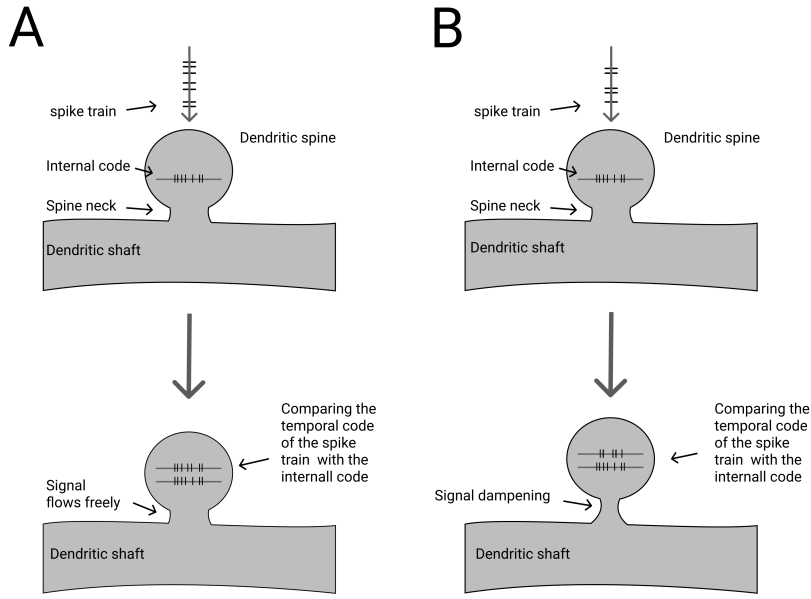 A
spike train
Dendritic spine
Internal code
Spine neck
Dendritic shaft
Comparing the
temporal code
of the spike
train with the
internall code
Signal
flows freely
Dendritic shaft
B
spike train
Dendritic spine
Internal code
Spine neck
Dendritic shaft
Comparing the
temporal code
of the spike
train with the
internall code
Signal dampening
Dendritic shaft